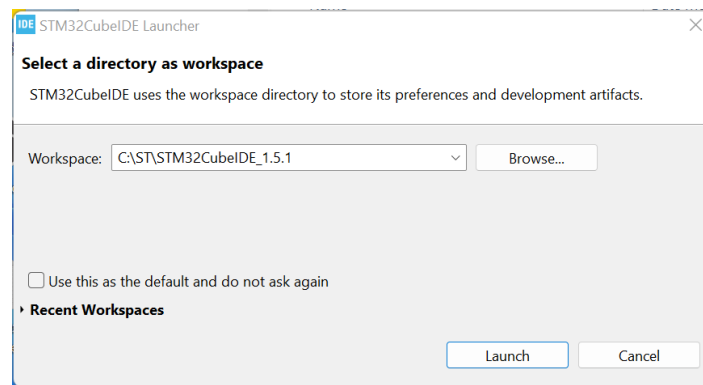 IDE STM32CubeIDE Launcher
Select a directory as workspace
STM32CubeIDE uses the workspace directory to store its preferences and development artifacts.
Workspace: C:\ST\STM32CubeIDE_1.5.1 Browse...
Use this as the default and do not ask again
Recent Workspaces
Launch Cancel